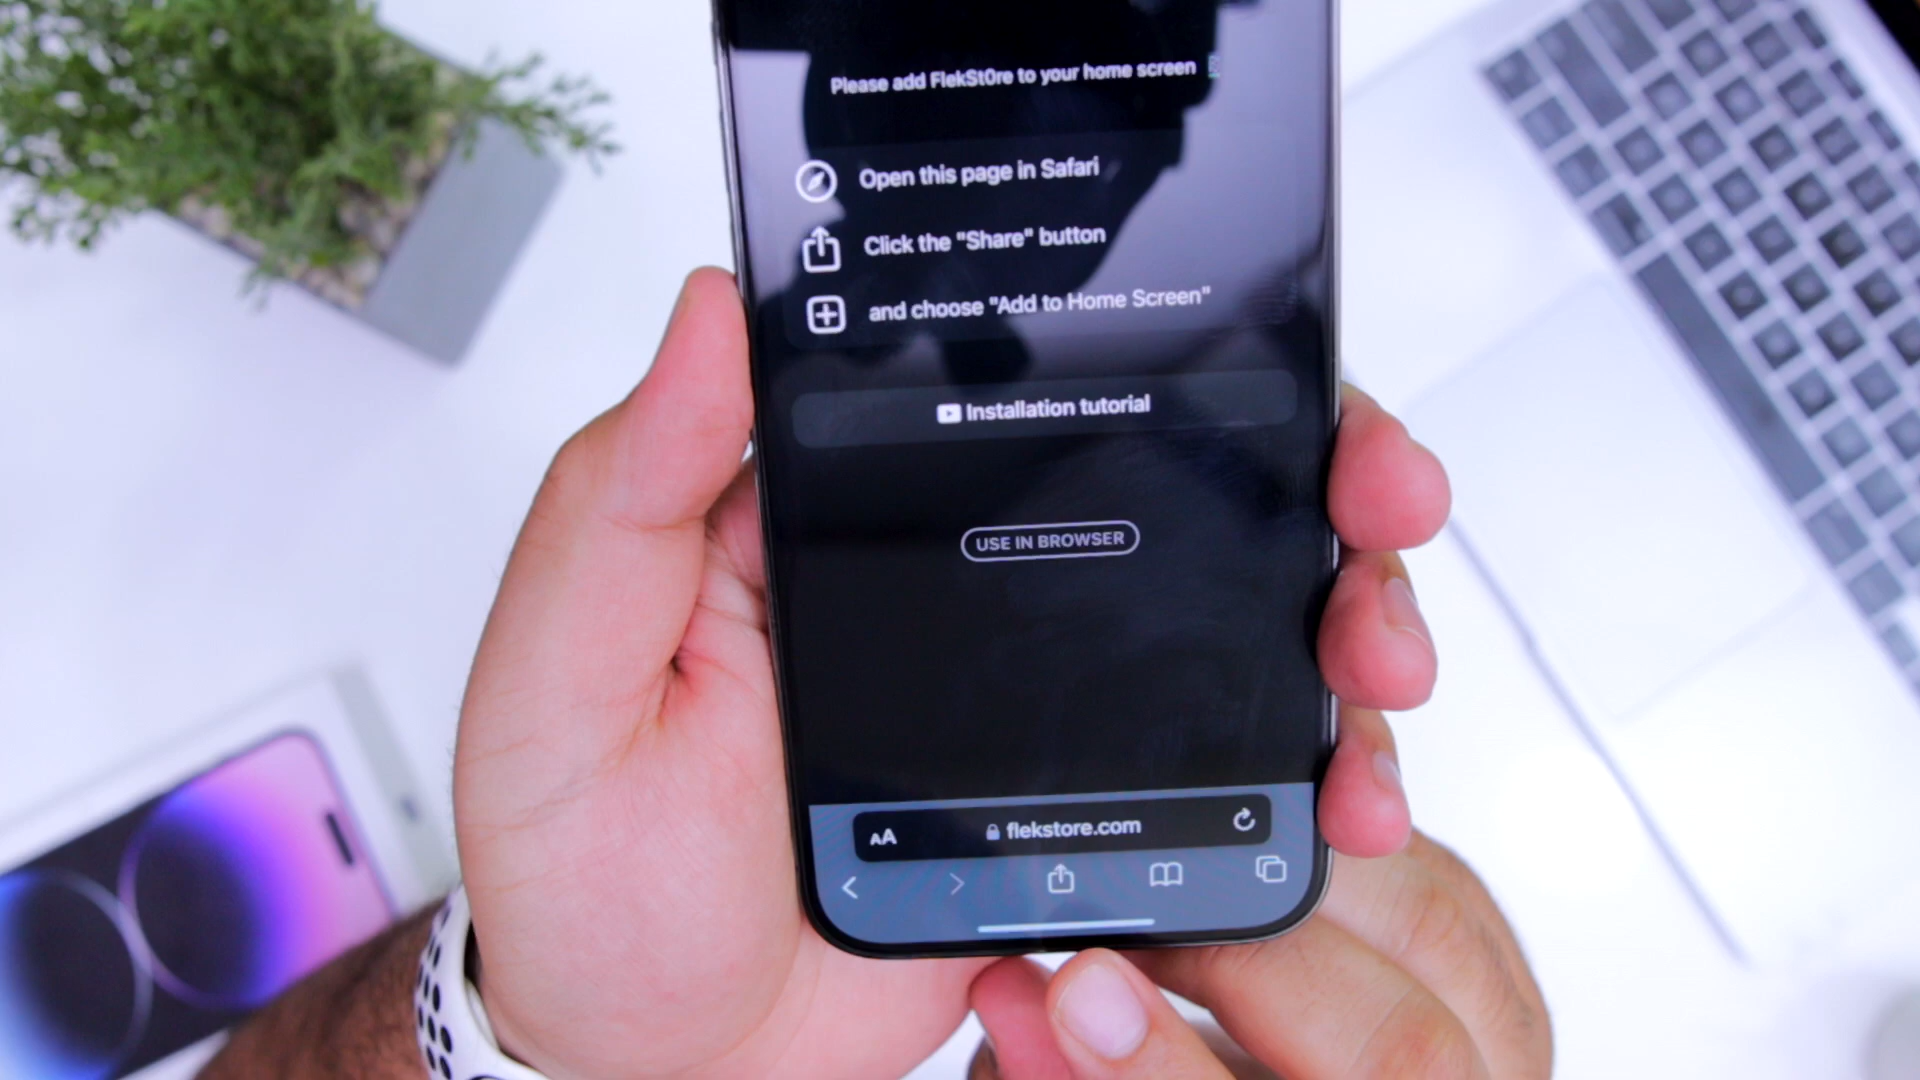 Please add FlekSt0re to your home screen
Open this page in Safari
Click the "Share" button
and choose "Add to Home Screen"
Installation tutorial
USE IN BROWSER
AA flekstore.com